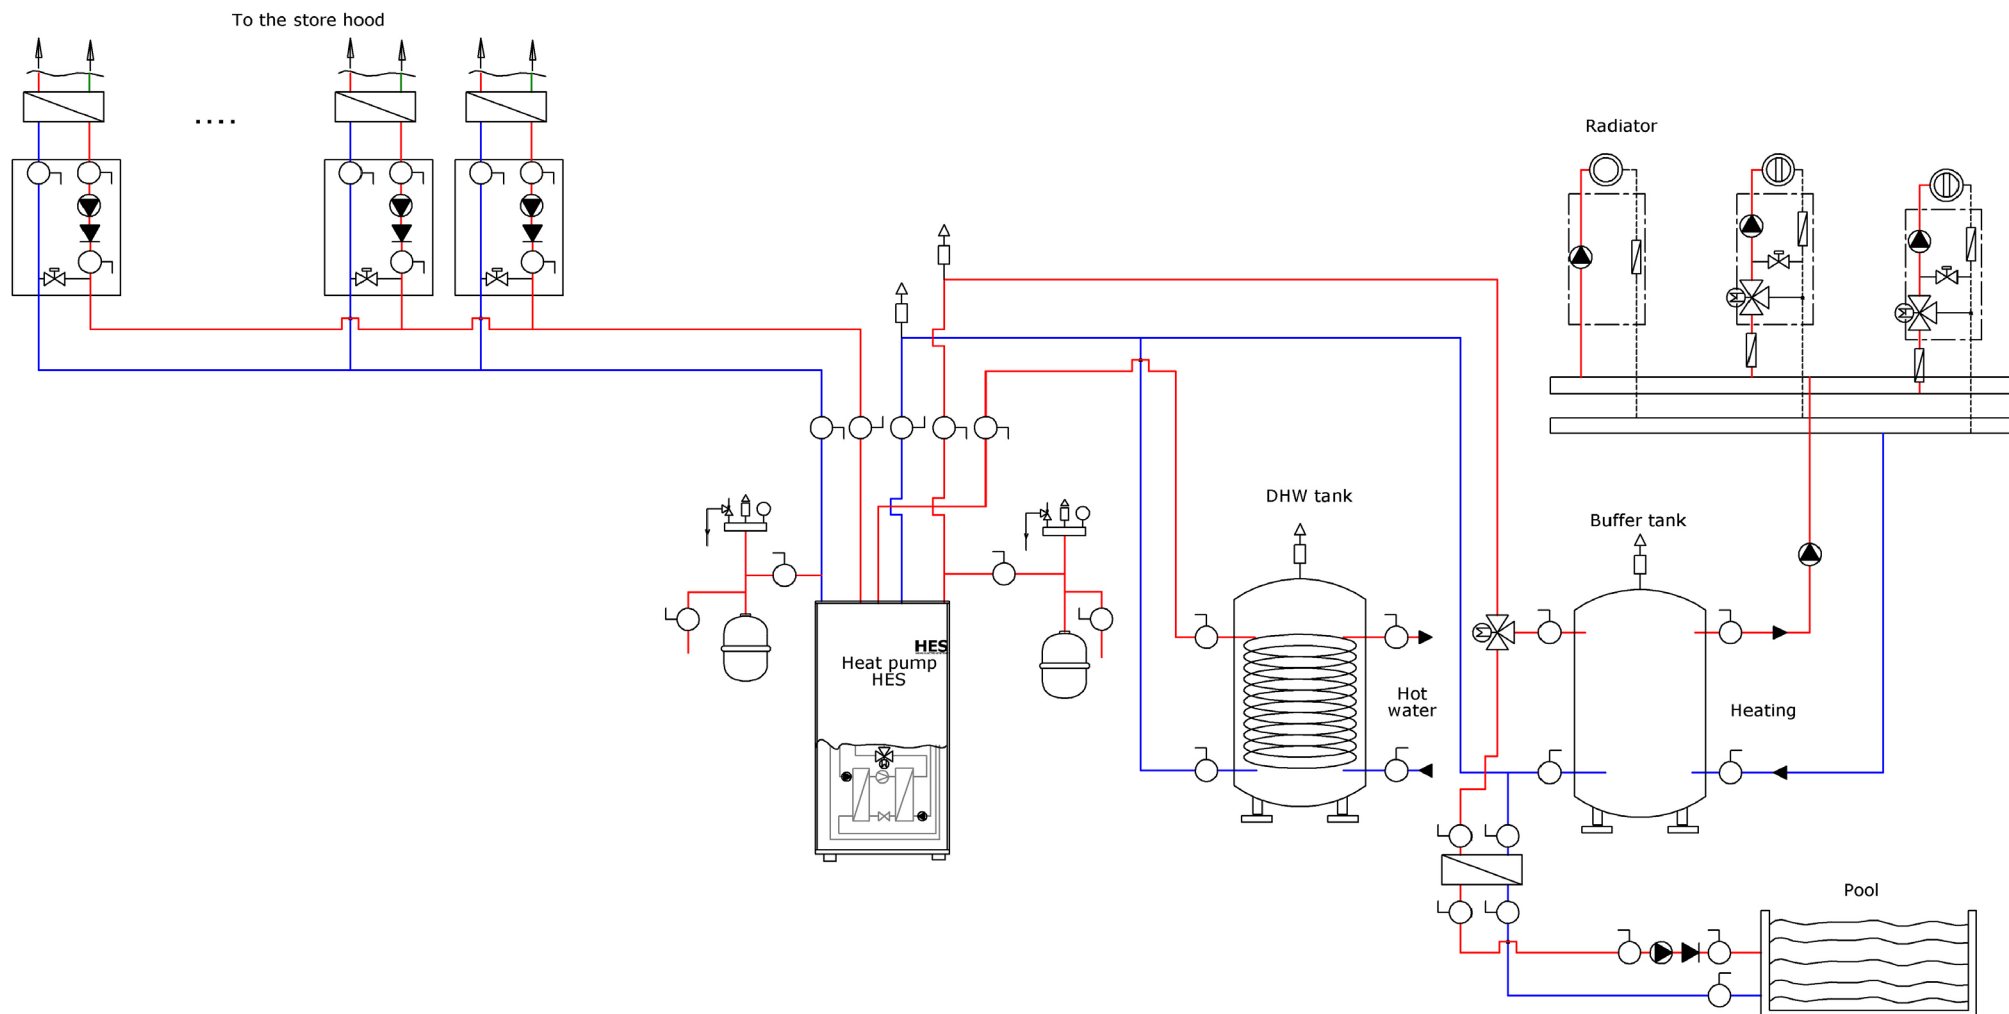 To the store hood
....
Radiator
DHW tank
Buffer tank
HES
Heat pump
HES
Hot
water
Heating
Pool